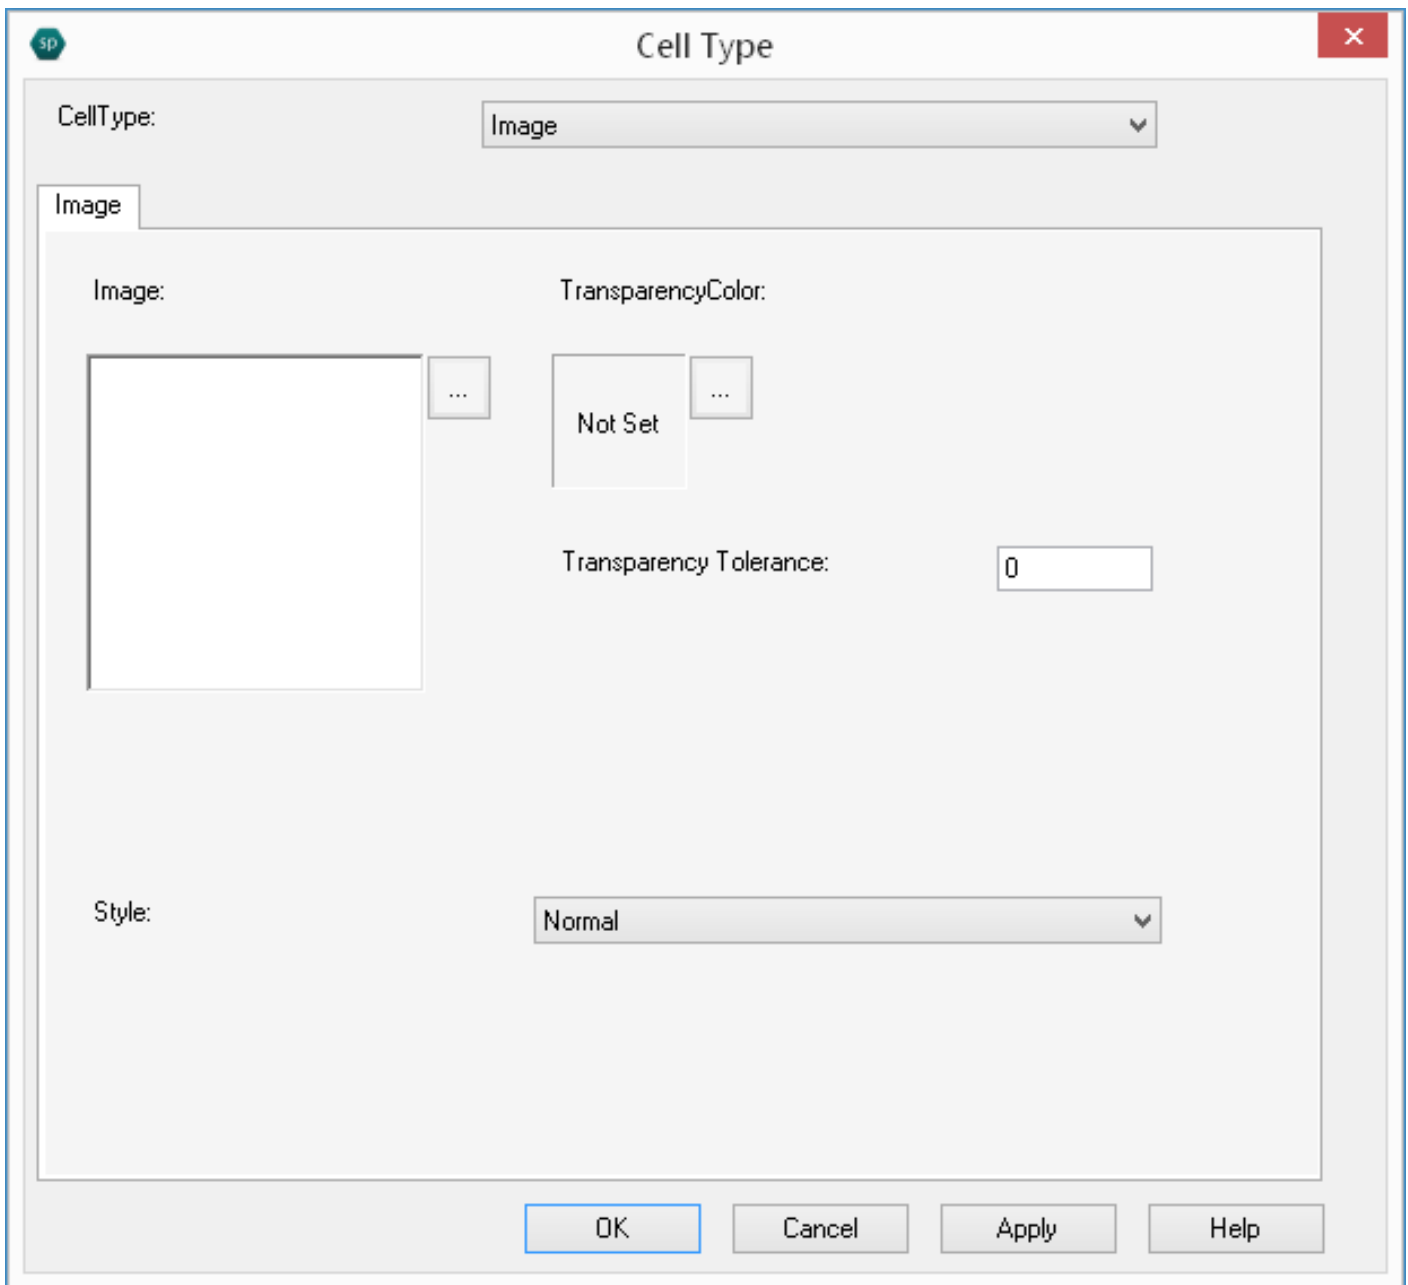 sp
Cell Type
CellType:
Image
Image
Image:
TransparencyColor:
...
Not Set
...
Transparency Tolerance:
0
Style:
Normal
OK
Cancel
Apply
Help